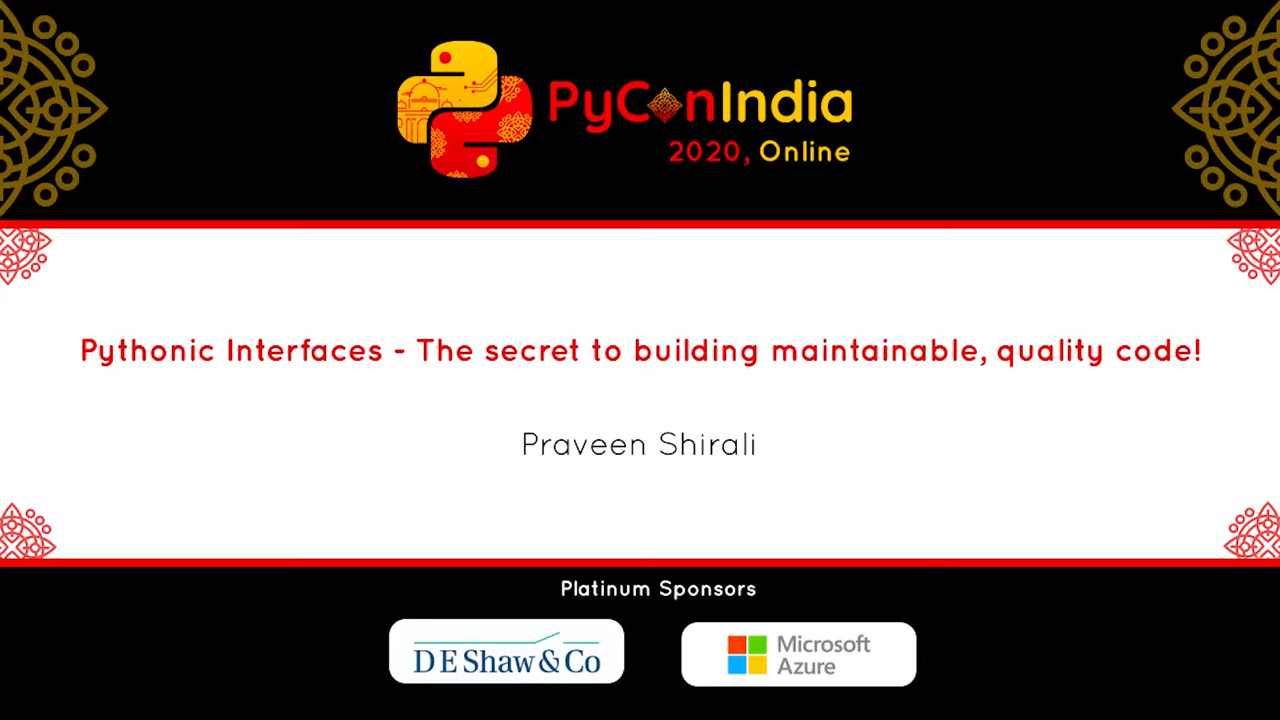 PyConIndia
2020, Online
Pythonic Interfaces - The secret to building maintainable, quality code!
Praveen Shirali
Platinum Sponsors
D E Shaw & Co
Microsoft
Azure